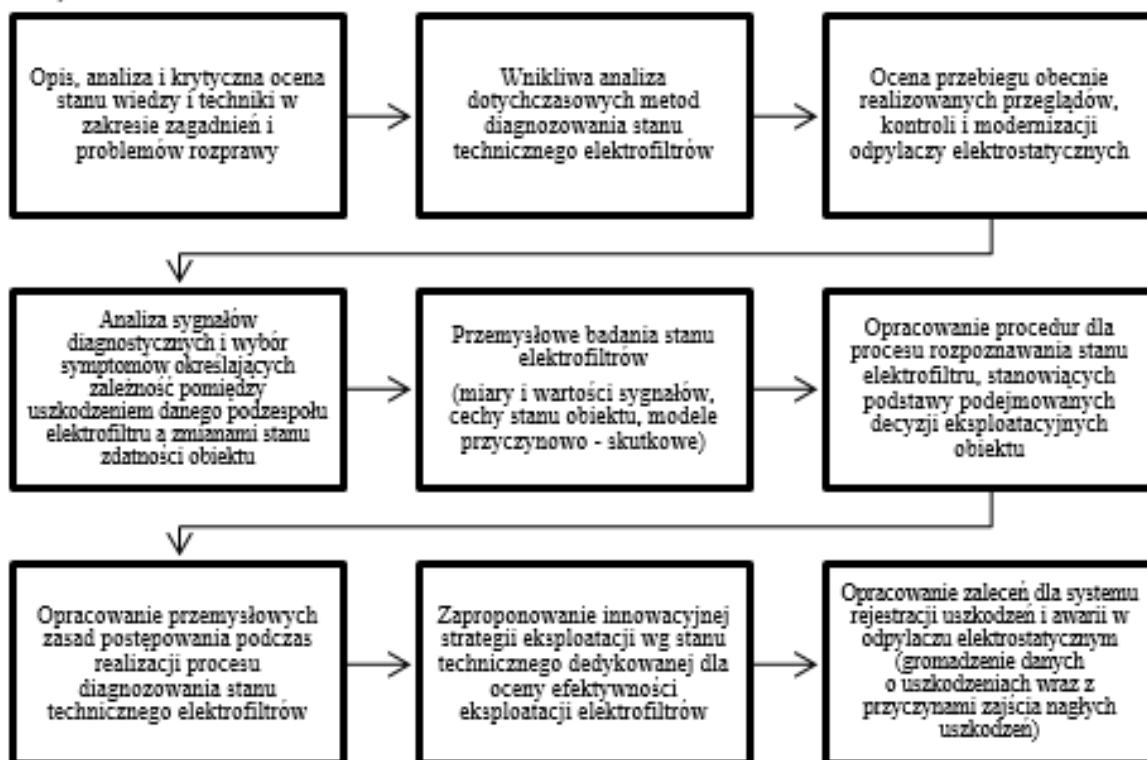 Opis, analiza i krytyczna ocena
stanu wiedzy i techniki w
zakresie zagadnień i
problemów rozprawy
Wnikliwa analiza
dotychczasowych metod
diagnozowania stanu
technicznego elektrofiltrów
Ocena przebiegu obecnie
realizowanych przeglądów,
kontroli i modernizacji
odpylaczy elektrostatycznych
Analiza sygnałów
diagnostycznych i wybór
symptomów określających
zależność pomiędzy
uszkodzeniem danego podzespołu
elektrofiltru a zmianami stanu
zdatności obiektu
Przemysłowe badania stanu
elektrofiltrów
(miary i wartości sygnałów,
cechy stanu obiektu, modele
przyczynowo - skutkowe)
Opracowanie procedur dla
procesu rozpoznawania stanu
elektrofiltru, stanowiących
podstawy podejmowanych
decyzji eksploatacyjnych
obiektu
Opracowanie przemysłowych
zasad postępowania podczas
realizacji procesu
diagnozowania stanu
technicznego elektrofiltrów
Zaproponowanie innowacyjnej
strategii eksploatacji wg stanu
technicznego dedykowanej dla
oceny efektywności
eksploatacji elektrofiltrów
Opracowanie zaleceń dla systemu
rejestracji uszkodzeń i awarii w
odpylaczu elektrostatycznym
(gromadzenie danych
o uszkodzeniach wraz z
przyczynami zajścia nagłych
uszkodzeń)